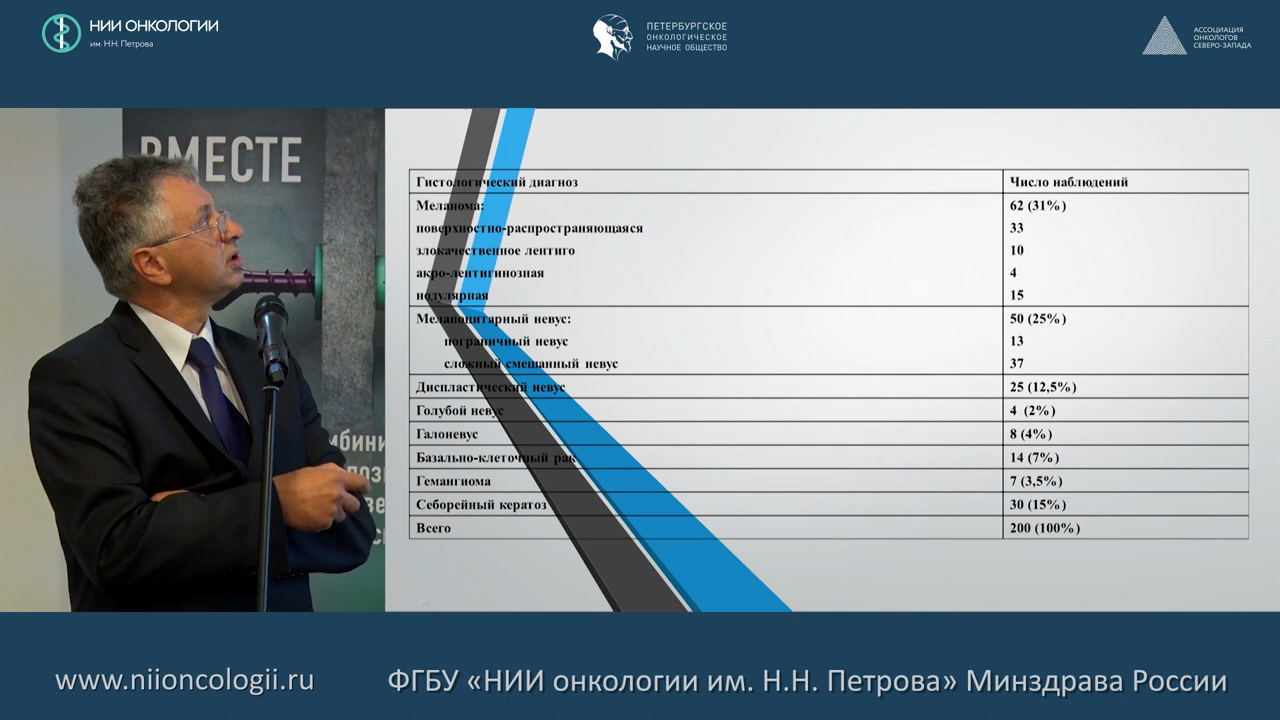 НИИ ОНКОЛОГИИ
им. Н.Н. Петрова
ПЕТЕРБУРГСКОЕ
ОНКОЛОГИЧЕСКОЕ
НАУЧНОЕ ОБЩЕСТВО
АССОЦИАЦИЯ
ОНКОЛОГОВ
СЕВЕРО-ЗАПАДА
ВМЕСТЕ
Гистологический диагноз Число наблюдений
Меланома: 62 (31%)
поверхностно-распространяющаяся 33
злокачественное лентиго 10
акро-лентигинозная 4
нодулярная 15
Меланоцитарный невус: 50 (25%)
пограничный невус 13
сложный смешанный невус 37
Диспластический невус 25 (12,5%)
Голубой невус 4 (2%)
Галоневус 8 (4%)
Базально-клеточный рак 14 (7%)
Гемангиома 7 (3,5%)
Себорейный кератоз 30 (15%)
Всего 200 (100%)
www.niioncologii.ru ФГБУ «НИИ онкологии им. Н.Н. Петрова» Минздрава России